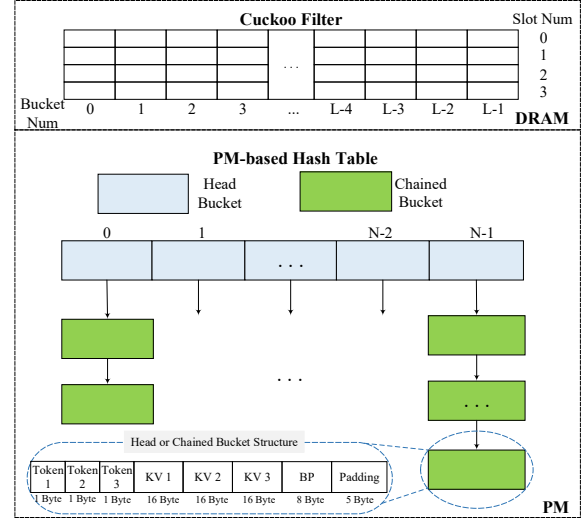 Cuckoo Filter
Slot Num
0
1
2
3
...
Bucket Num
0 1 2 3 ... L-4 L-3 L-2 L-1
DRAM
PM-based Hash Table
Head Bucket
Chained Bucket
0 1 N-2 N-1
...
...
...
Head or Chained Bucket Structure
Token 1 Token 2 Token 3 KV 1 KV 2 KV 3 BP Padding
1 Byte 1 Byte 1 Byte 16 Byte 16 Byte 16 Byte 8 Byte 5 Byte
PM